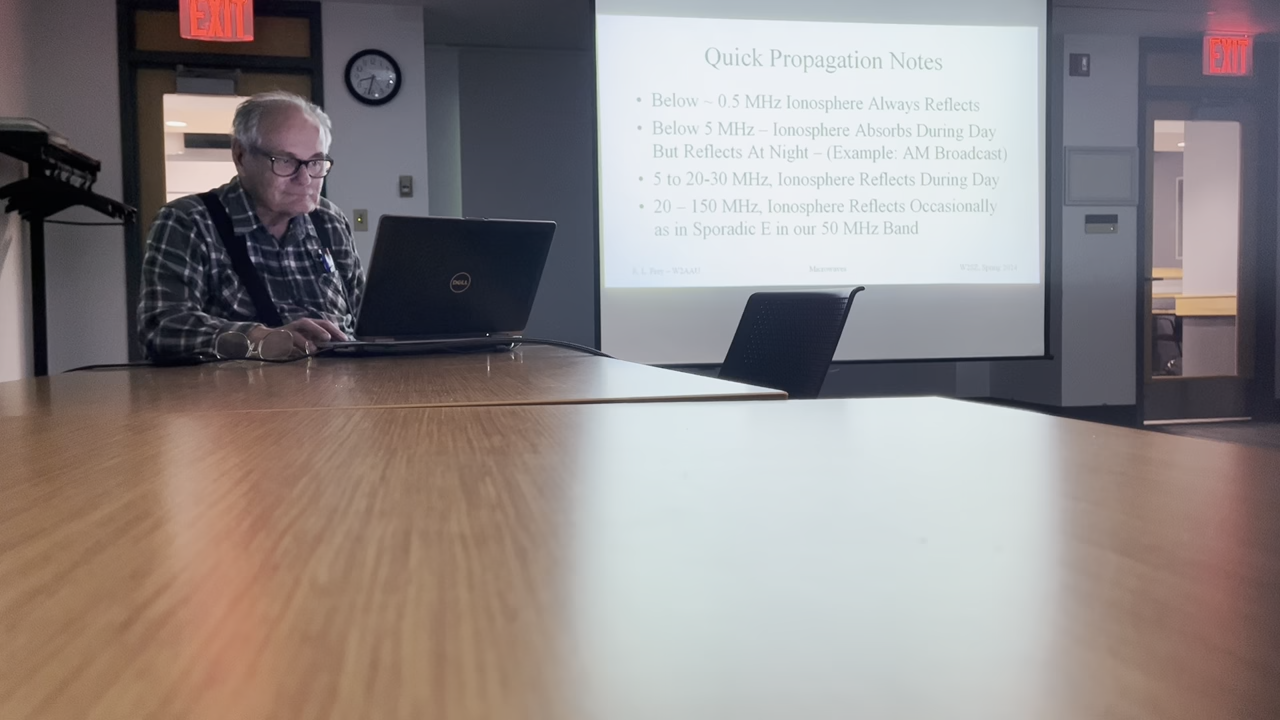 EXIT
EXIT
Quick Propagation Notes
• Below ~ 0.5 MHz Ionosphere Always Reflects
• Below 5 MHz – Ionosphere Absorbs During Day
But Reflects At Night – (Example: AM Broadcast)
• 5 to 20-30 MHz, Ionosphere Reflects During Day
• 20 – 150 MHz, Ionosphere Reflects Occasionally
as in Sporadic E in our 50 MHz Band
Microwaves
Spring
DELL